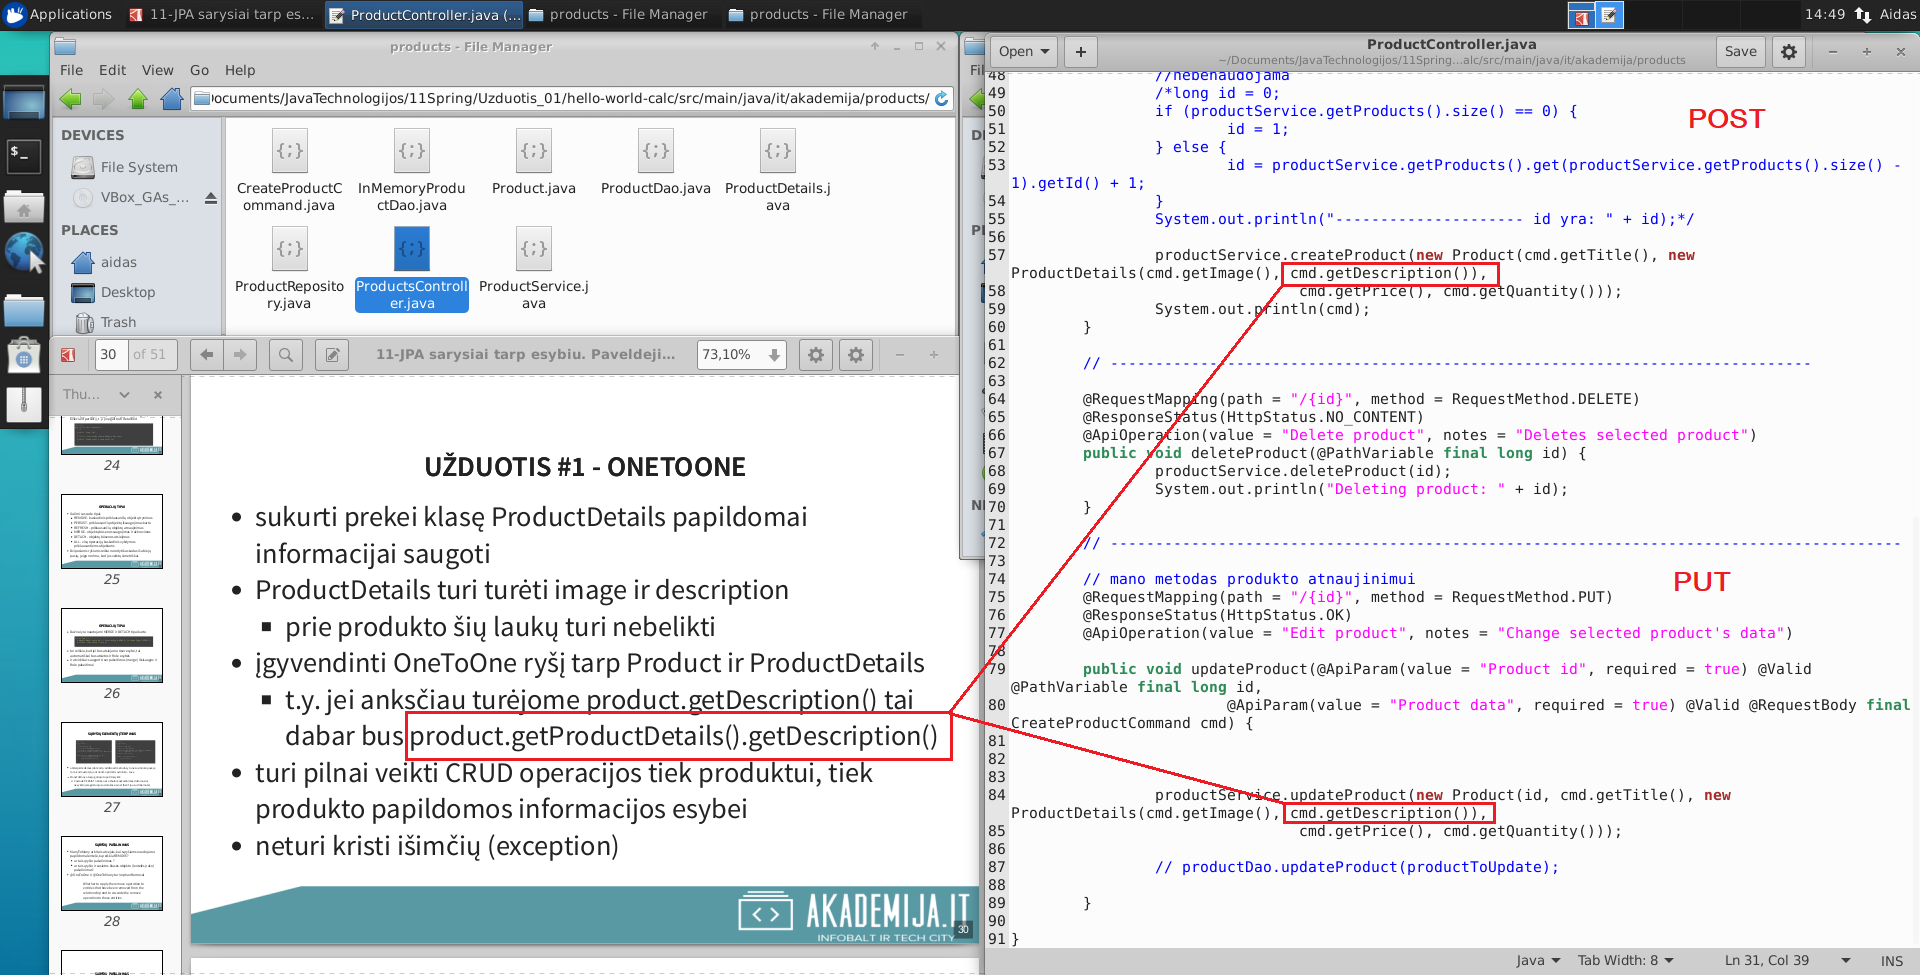 Applications
11-JPA sarysiai tarp es...
ProductController.java (...
products - File Manager
products - File Manager
14:49
Aidas
products - File Manager
File Edit View Go Help
ocuments/JavaTechnologijos/11Spring/Uzduotis_01/hello-world-calc/src/main/java/it/akademija/products/
DEVICES
File System
VBox_GAs_...
PLACES
aidas
Desktop
Trash
CreateProductC
ommand.java
InMemoryProdu
ctDao.java
Product.java
ProductDao.java
ProductDetails.j
ava
ProductReposito
ry.java
ProductsControll
er.java
ProductService.j
ava
30 of 51
11-JPA sarysiai tarp esybiu. Paveldeji...
73,10%
Thu...
24
25
26
27
28
UŽDUOTIS #1 - ONETOONE
• sukurti prekei klasę ProductDetails papildomai
informacijai saugoti
• ProductDetails turi turėti image ir description
▪ prie produkto šių laukų turi nebelikti
• įgyvendinti OneToOne ryšį tarp Product ir ProductDetails
▪ t.y. jei anksčiau turėjome product.getDescription() tai
dabar bus product.getProductDetails().getDescription()
• turi pilnai veikti CRUD operacijos tiek produktui, tiek
produkto papildomos informacijos esybei
• neturi kristi išimčių (exception)
AKADEMIJA.IT
INFOBALT IR TECH CITY
30
Open
+
ProductController.java
~/Documents/JavaTechnologijos/11Spring...alc/src/main/java/it/akademija/products
Save
POST
48 //nebenaudojama
49 /*long id = 0;
50 if (productService.getProducts().size() == 0) {
51 id = 1;
52 } else {
53 id = productService.getProducts().get(productService.getProducts().size() -
1).getId() + 1;
54 }
55 System.out.println("--------------------- id yra: " + id);*/
56
57 productService.createProduct(new Product(cmd.getTitle(), new
ProductDetails(cmd.getImage(), cmd.getDescription()),
58 cmd.getPrice(), cmd.getQuantity()));
59 System.out.println(cmd);
60 }
61
62 // ------------------------------------------------------------------------------
63
64 @RequestMapping(path = "/{id}", method = RequestMethod.DELETE)
65 @ResponseStatus(HttpStatus.NO_CONTENT)
66 @ApiOperation(value = "Delete product", notes = "Deletes selected product")
67 public void deleteProduct(@PathVariable final long id) {
68 productService.deleteProduct(id);
69 System.out.println("Deleting product: " + id);
70 }
71
72 // ----------------------------------------------------------------------------------------
73
74 // mano metodas produkto atnaujinimui
PUT
75 @RequestMapping(path = "/{id}", method = RequestMethod.PUT)
76 @ResponseStatus(HttpStatus.OK)
77 @ApiOperation(value = "Edit product", notes = "Change selected product's data")
78
79 public void updateProduct(@ApiParam(value = "Product id", required = true) @Valid
@PathVariable final long id,
80 @ApiParam(value = "Product data", required = true) @Valid @RequestBody final
CreateProductCommand cmd) {
81
82
83
84 productService.updateProduct(new Product(id, cmd.getTitle(), new
ProductDetails(cmd.getImage(), cmd.getDescription()),
85 cmd.getPrice(), cmd.getQuantity()));
86
87 // productDao.updateProduct(productToUpdate);
88
89 }
90
91 }
Java Tab Width: 8 Ln 31, Col 39 INS